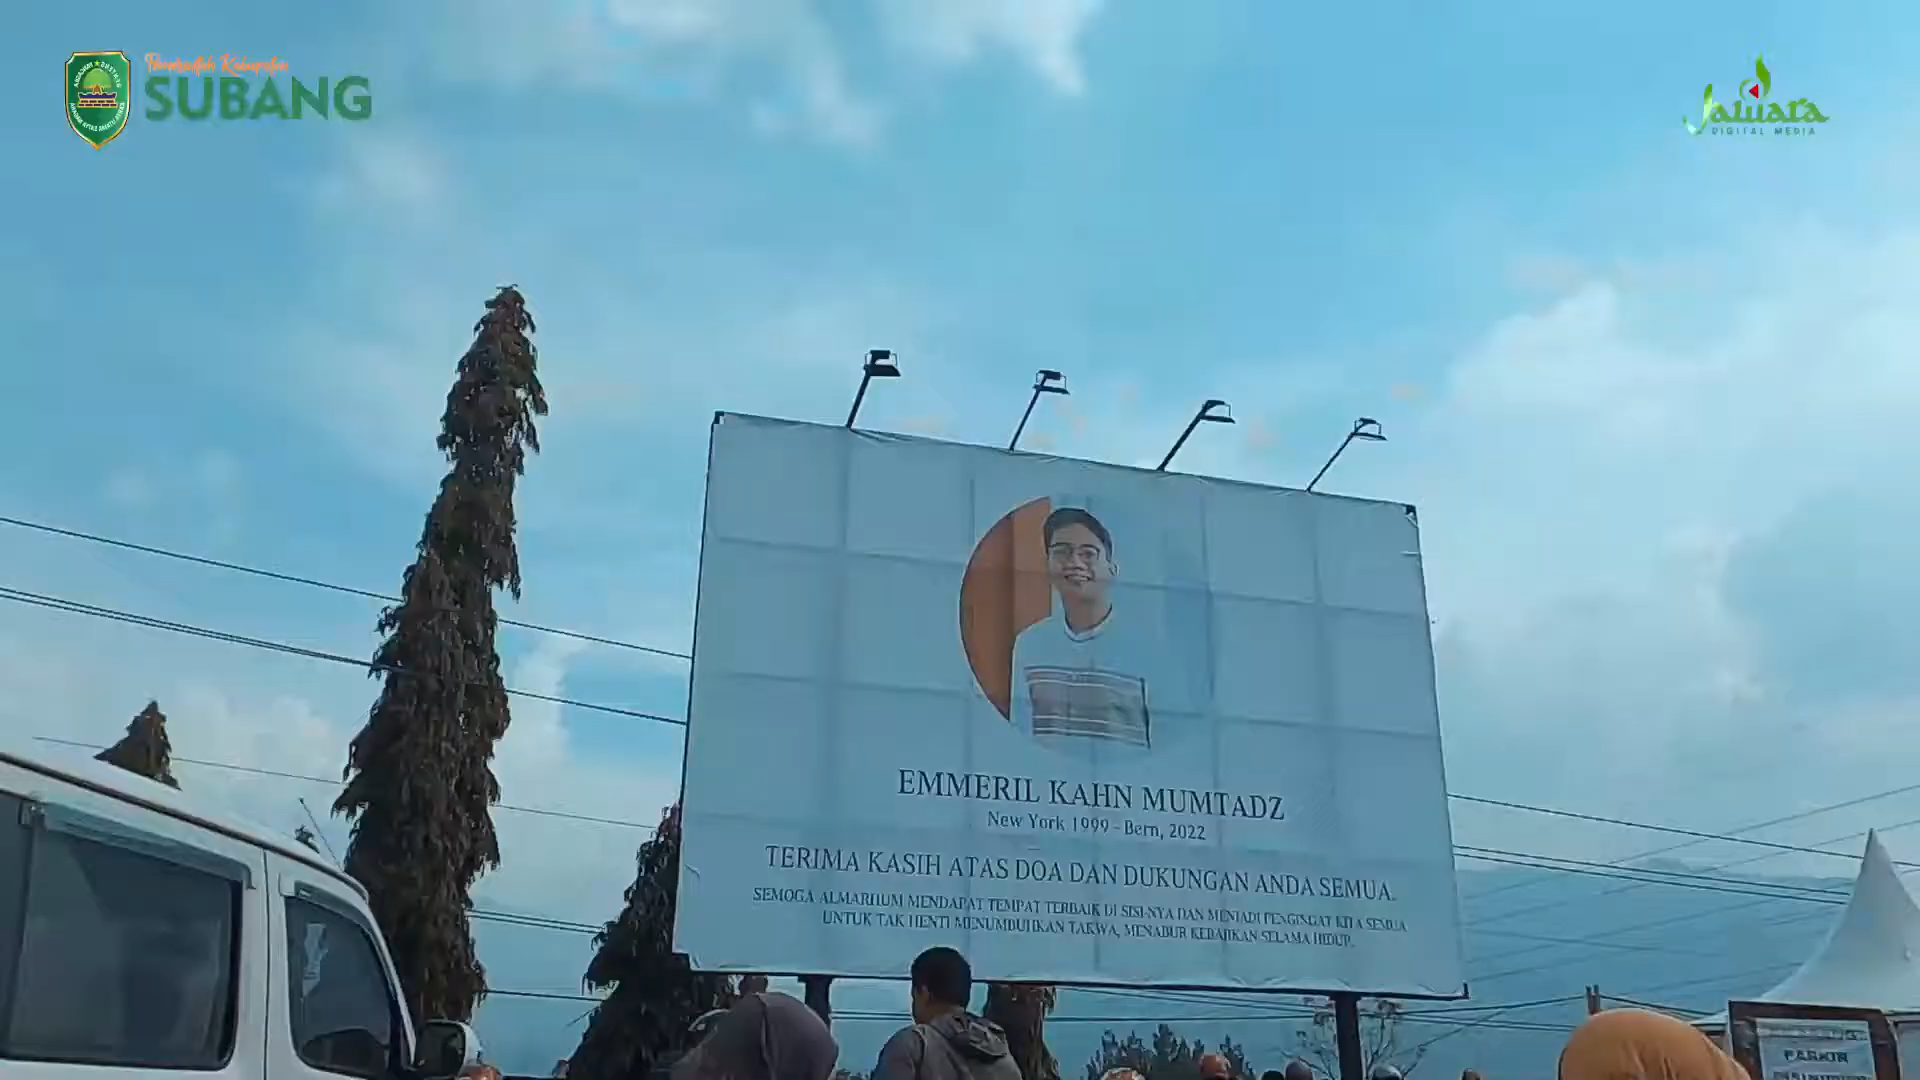 Pemerintah Kabupaten
SUBANG
Jawara
DIGITAL MEDIA
EMMERIL KAHN MUMTADZ
New York 1999 - Bern, 2022
TERIMA KASIH ATAS DOA DAN DUKUNGAN ANDA SEMUA.
SEMOGA ALMARHUM MENDAPAT TEMPAT TERBAIK DI SISI-NYA DAN MENJADI PENGINGAT KITA SEMUA
UNTUK TAK HENTI MENUMBUHKAN TAKWA, MENABUR KEBAJIKAN SELAMA HIDUP.
PARKIR